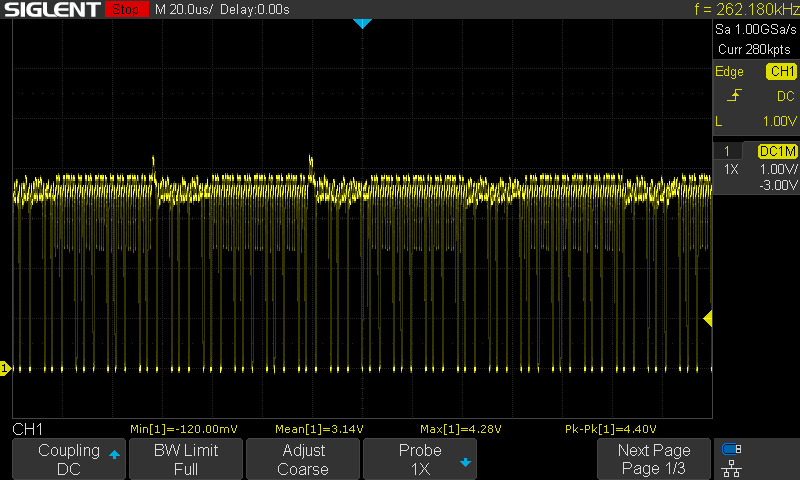 SIGLENT Stop M 20.0us/ Delay:0.00s f = 262.180kHz
Sa 1.00GSa/s
Curr 280kpts
Edge CH1
DC
L 1.00V
1 DC1M
1X 1.00V/
-3.00V
1
CH1 Min[1]=-120.00mV Mean[1]=3.14V Max[1]=4.28V Pk-Pk[1]=4.40V
Coupling BW Limit Adjust Probe Next Page
DC Full Coarse 1X Page 1/3